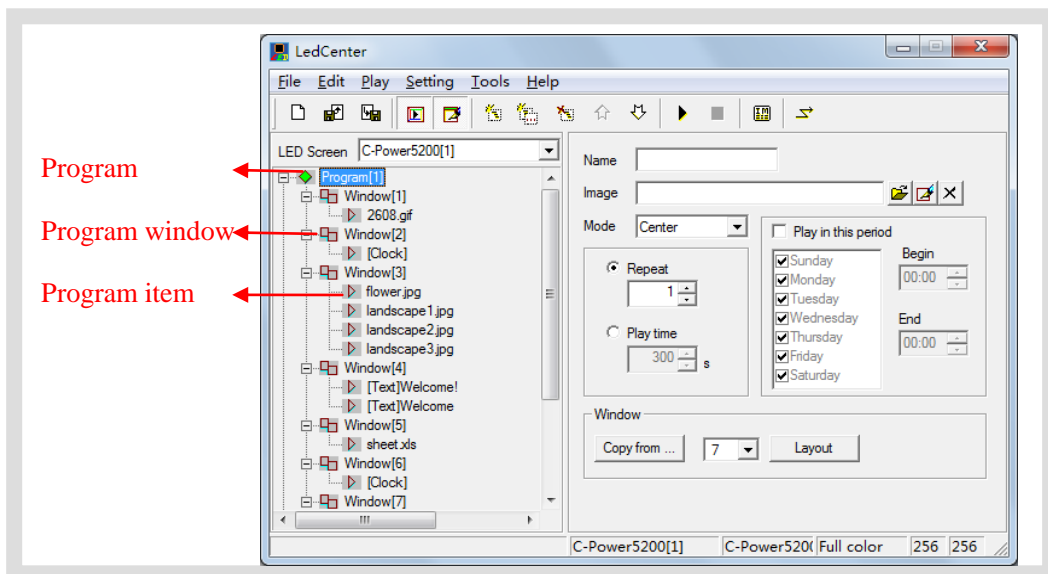 LedCenter
File Edit Play Setting Tools Help
LED Screen C-Power5200[1]
Program
Program window
Program item
Program[1]
Window[1]
2608.gif
Window[2]
[Clock]
Window[3]
flower.jpg
landscape1.jpg
landscape2.jpg
landscape3.jpg
Window[4]
[Text]Welcome!
[Text]Welcome
Window[5]
sheet.xls
Window[6]
[Clock]
Window[7]
Name
Image
Mode Center
Repeat
1
Play time
300 s
Play in this period
Sunday
Monday
Tuesday
Wednesday
Thursday
Friday
Saturday
Begin
00:00
End
00:00
Window
Copy from ... 7 Layout
C-Power5200[1] C-Power520( Full color 256 256